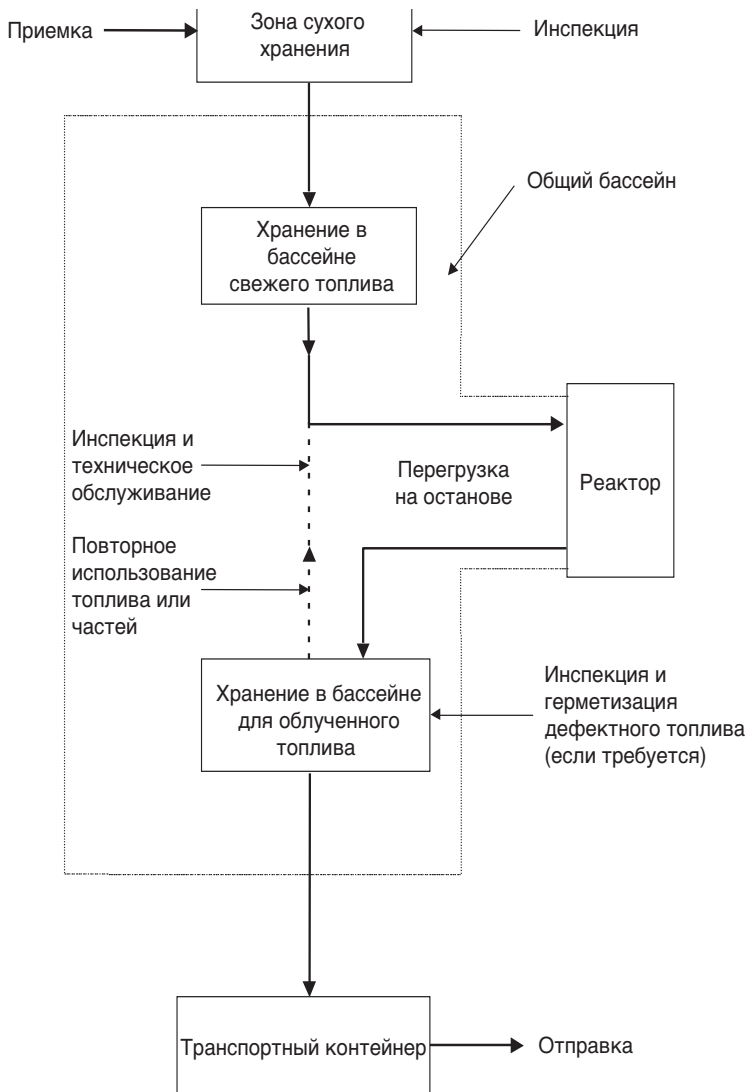 Приемка
Зона сухого
хранения
Инспекция
Общий бассейн
Хранение в
бассейне
свежего топлива
Инспекция и
техническое
обслуживание
Перегрузка
на останове
Реактор
Повторное
использование
топлива или
частей
Хранение в бассейне
для облученного
топлива
Инспекция и
герметизация
дефектного топлива
(если требуется)
Транспортный контейнер
Отправка